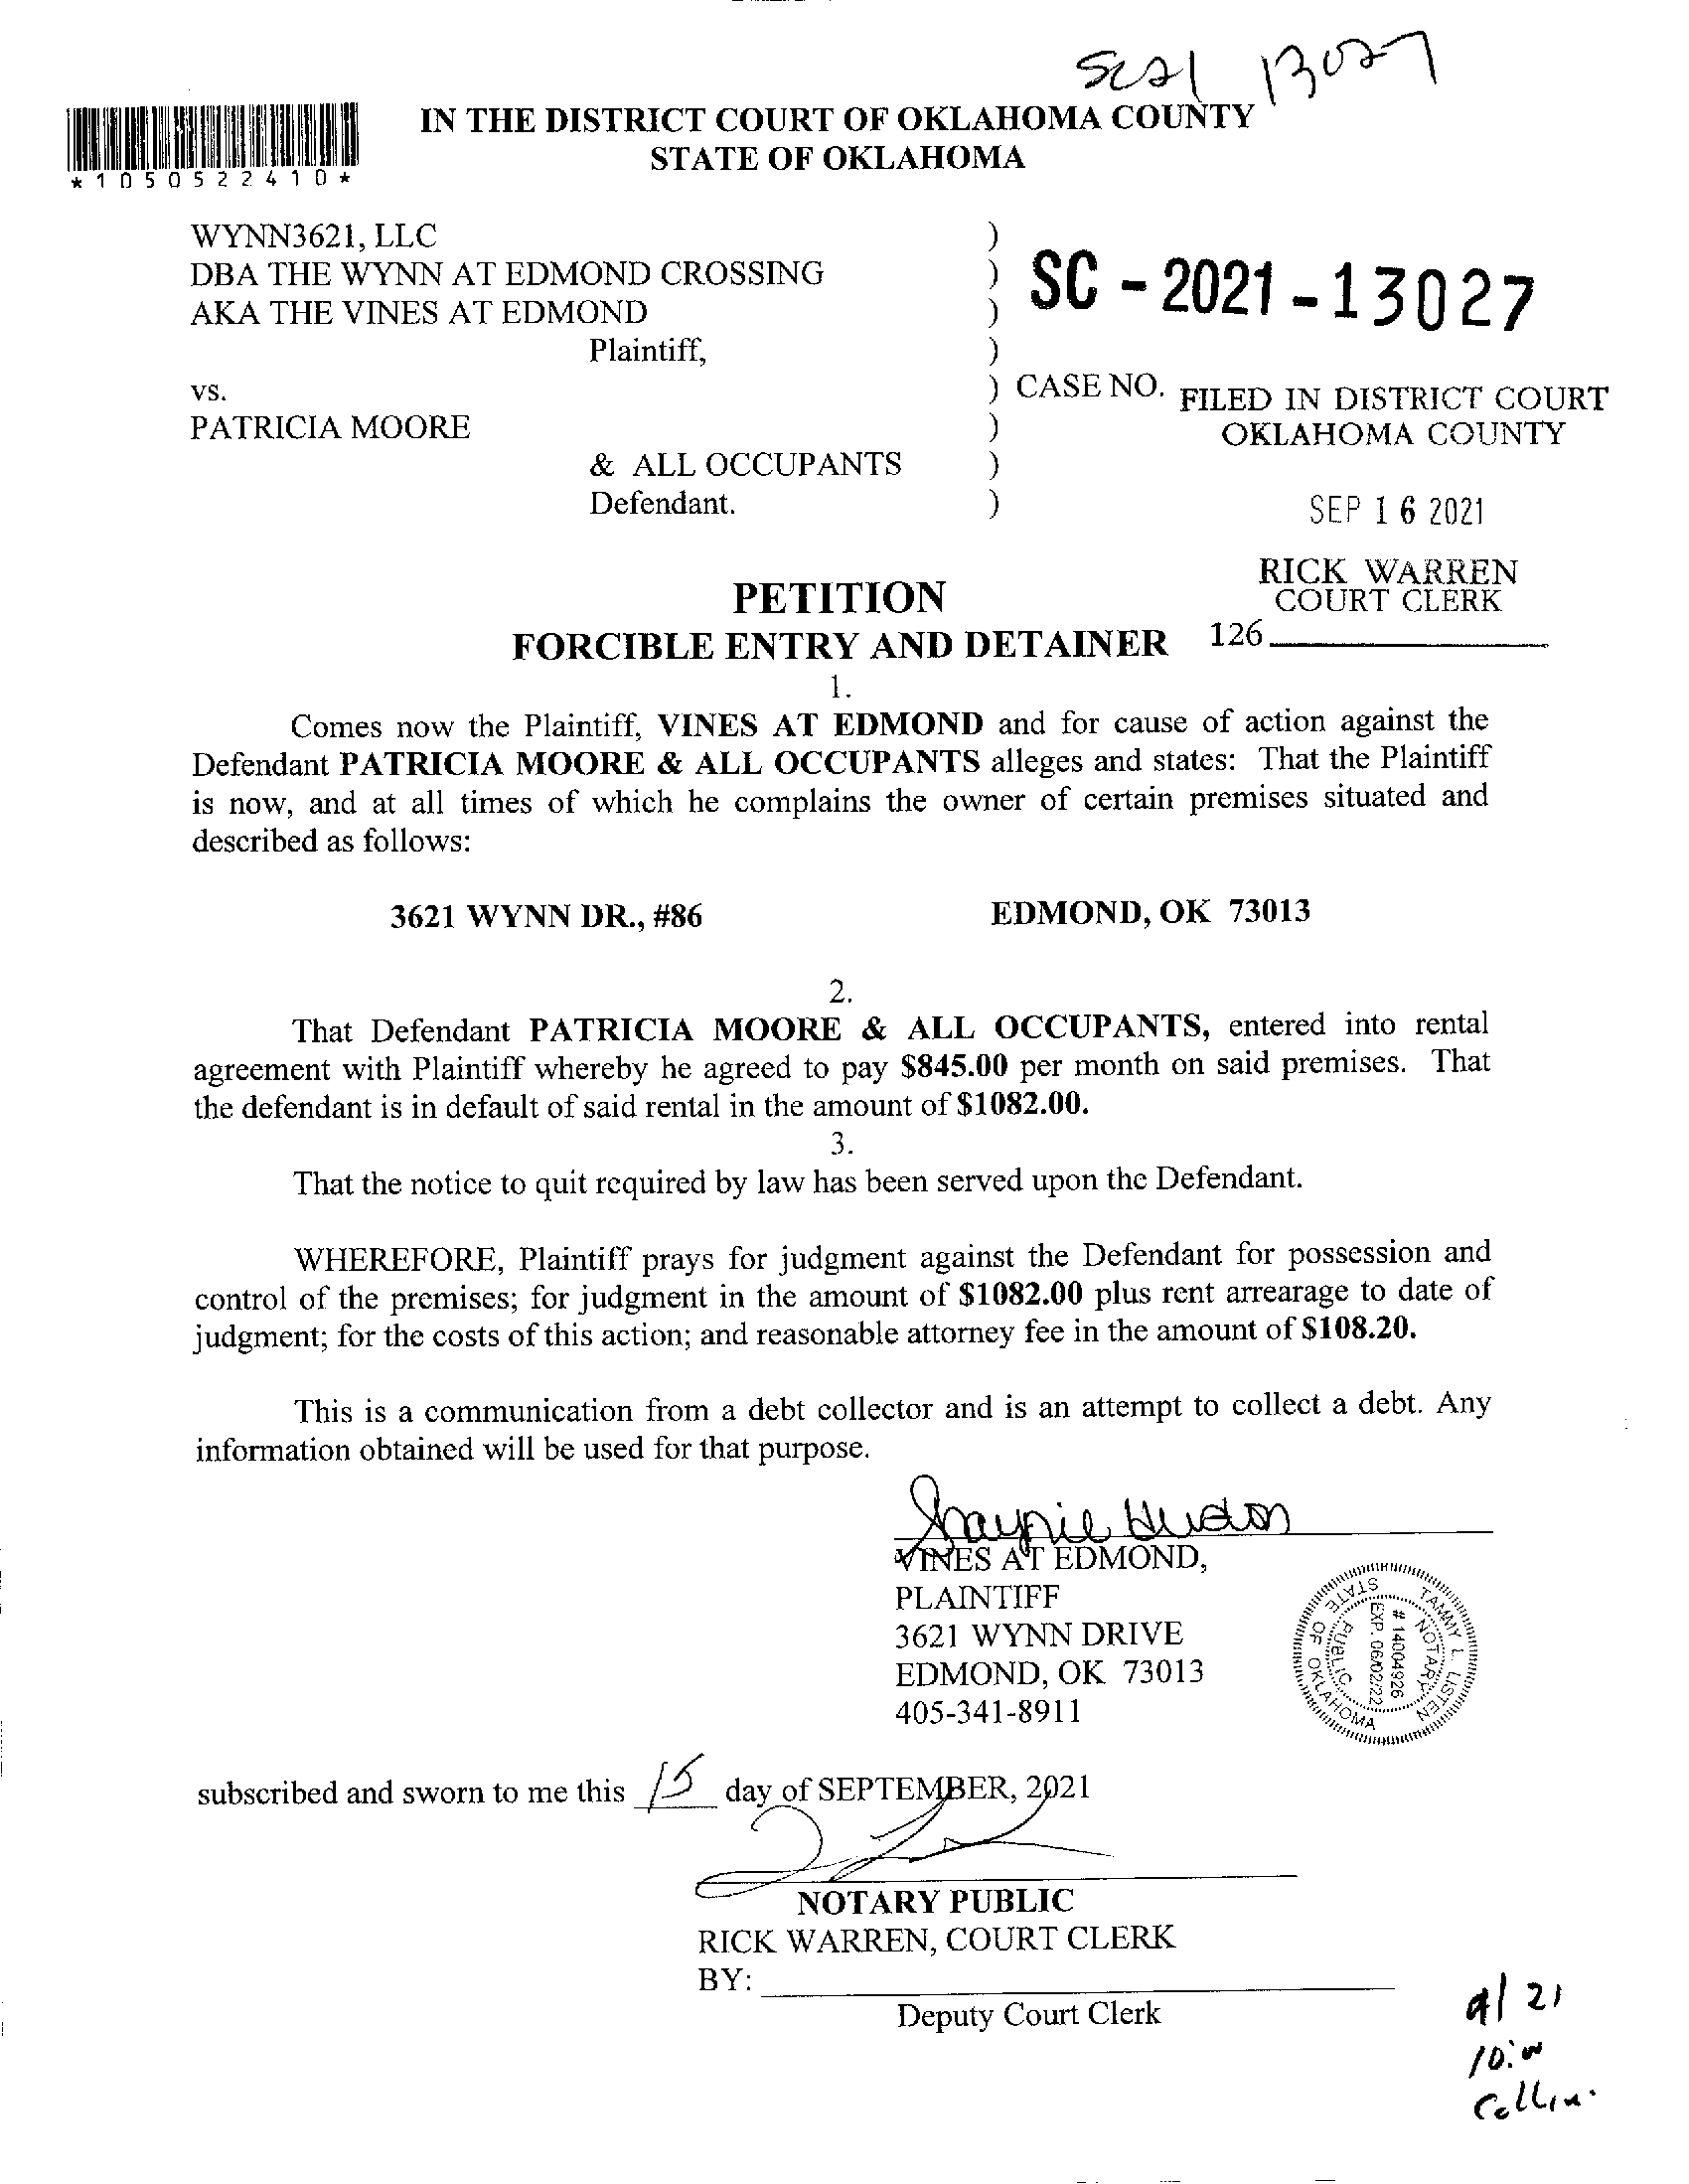 SC21 13027
IN THE DISTRICT COURT OF OKLAHOMA COUNTY
STATE OF OKLAHOMA
* 1 0 5 0 5 2 2 4 1 0 *
WYNN3621, LLC )
DBA THE WYNN AT EDMOND CROSSING )
AKA THE VINES AT EDMOND )
SC - 2021 - 13027
Plaintiff, )
vs. ) CASE NO.
FILED IN DISTRICT COURT
OKLAHOMA COUNTY
PATRICIA MOORE )
& ALL OCCUPANTS )
Defendant. )
SEP 16 2021
RICK WARREN
COURT CLERK
126
PETITION
FORCIBLE ENTRY AND DETAINER
1.
Comes now the Plaintiff, VINES AT EDMOND and for cause of action against the
Defendant PATRICIA MOORE & ALL OCCUPANTS alleges and states: That the Plaintiff
is now, and at all times of which he complains the owner of certain premises situated and
described as follows:
3621 WYNN DR., #86 EDMOND, OK 73013
2.
That Defendant PATRICIA MOORE & ALL OCCUPANTS, entered into rental
agreement with Plaintiff whereby he agreed to pay $845.00 per month on said premises. That
the defendant is in default of said rental in the amount of $1082.00.
3.
That the notice to quit required by law has been served upon the Defendant.
WHEREFORE, Plaintiff prays for judgment against the Defendant for possession and
control of the premises; for judgment in the amount of $1082.00 plus rent arrearage to date of
judgment; for the costs of this action; and reasonable attorney fee in the amount of $108.20.
This is a communication from a debt collector and is an attempt to collect a debt. Any
information obtained will be used for that purpose.
VINES AT EDMOND,
PLAINTIFF
3621 WYNN DRIVE
EDMOND, OK 73013
405-341-8911
TAMMY L. LISTEN
NOTARY
# 14004926
EXP. 06/02/22
PUBLIC
STATE OF OKLAHOMA
subscribed and sworn to me this 15 day of SEPTEMBER, 2021
NOTARY PUBLIC
RICK WARREN, COURT CLERK
BY:
Deputy Court Clerk
9/21